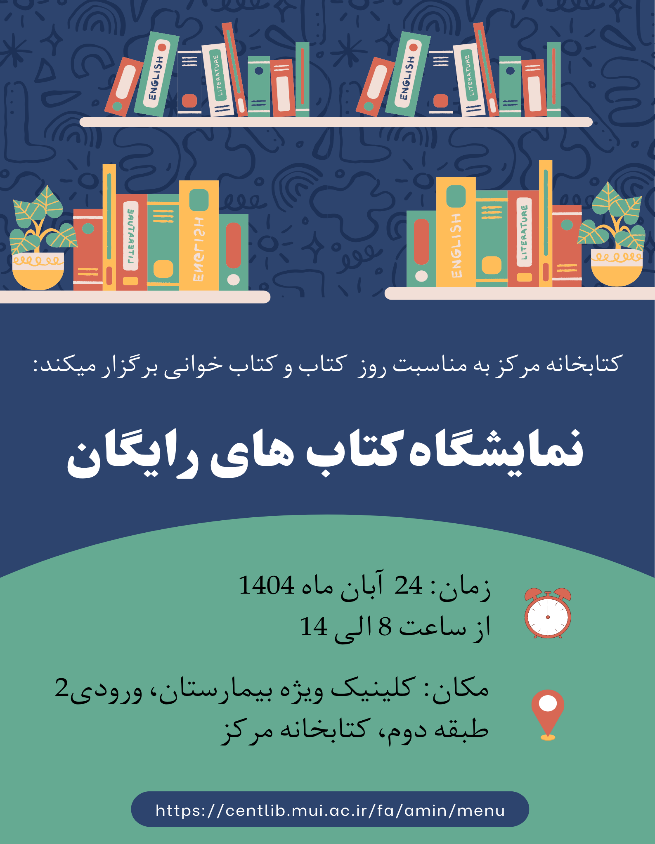 ENGLISH
LITERATURE
ENGLISH
LITERATURE
LITERATURE
ENGLISH
ENGLISH
LITERATURE
کتابخانه مرکز به مناسبت روز کتاب و کتاب خوانی برگزار میکند:
نمایشگاه کتاب های رایگان
زمان: 24 آبان ماه 1404
از ساعت 8 الی 14
مکان: کلینیک ویژه بیمارستان، ورودی2
طبقه دوم، کتابخانه مرکز
https://centlib.mui.ac.ir/fa/amin/menu